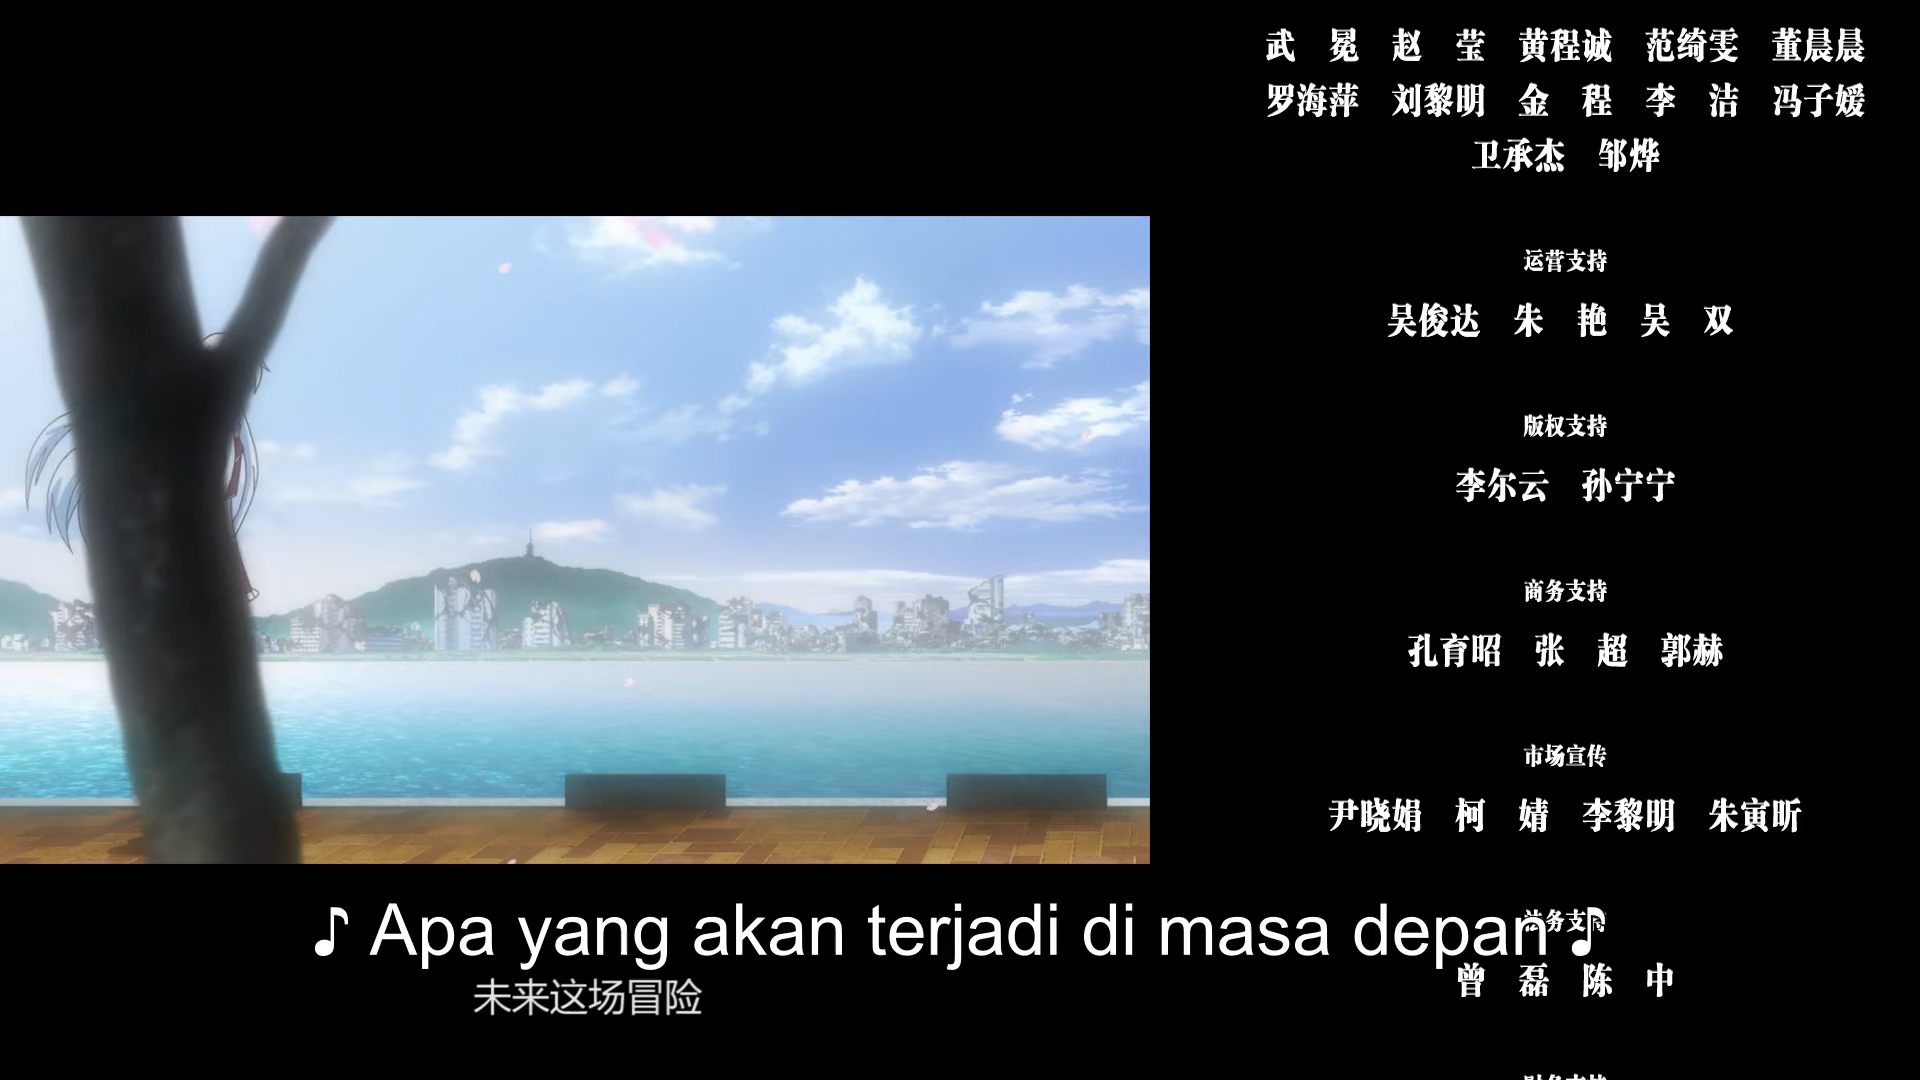 武 冕 赵 莹 黄程诚 范绮雯 董晨晨
罗海萍 刘黎明 金 程 李 洁 冯子媛
卫承杰 邹烨
运营支持
吴俊达 朱 艳 吴 双
版权支持
李尔云 孙宁宁
商务支持
孔育昭 张 超 郭赫
市场宣传
尹晓娟 柯 婧 李黎明 朱寅昕
法务支持
♪ Apa yang akan terjadi di masa depan ♪
曾 磊 陈 中
未来这场冒险